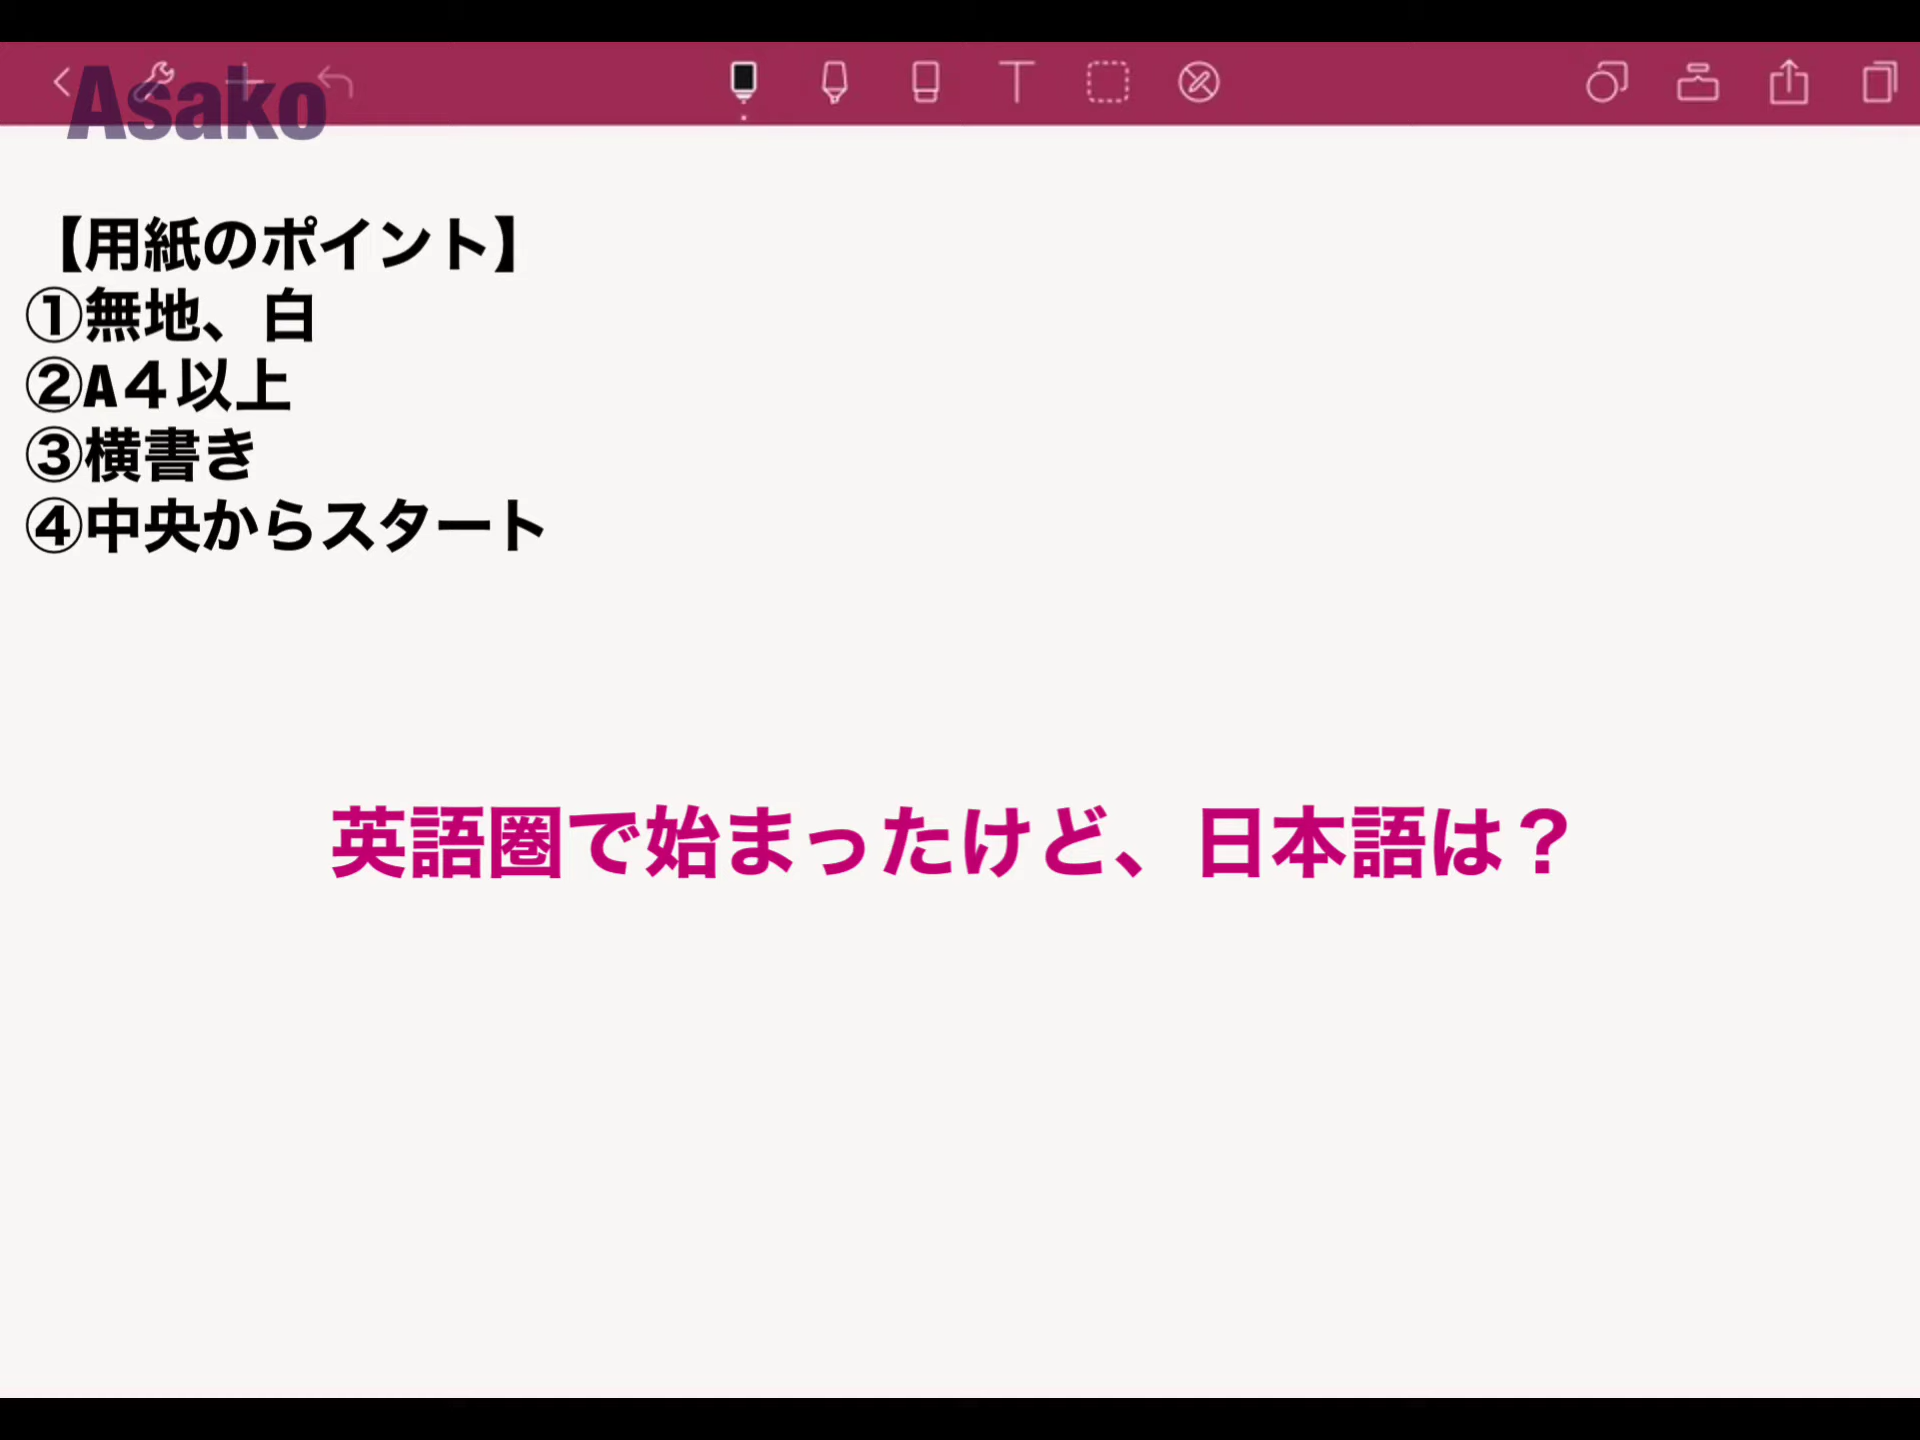 Asako
【用紙のポイント】
①無地、白
②A４以上
③横書き
④中央からスタート
英語圏で始まったけど、日本語は？